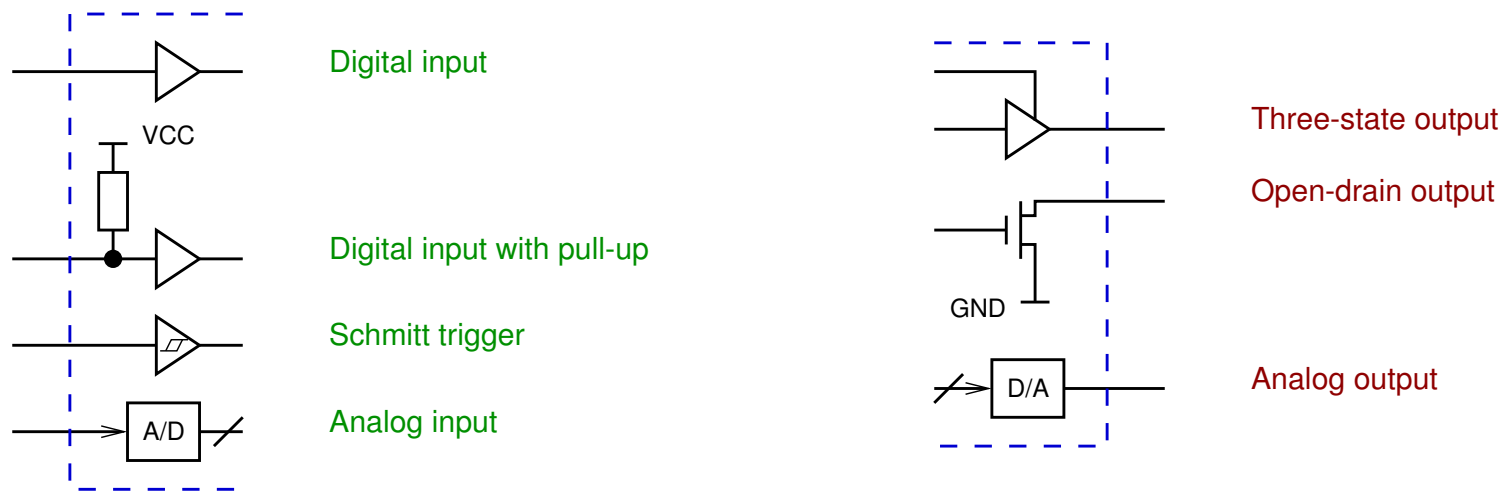 Digital input
VCC
Digital input with pull-up
Schmitt trigger
A/D
Analog input
Three-state output
Open-drain output
GND
D/A
Analog output